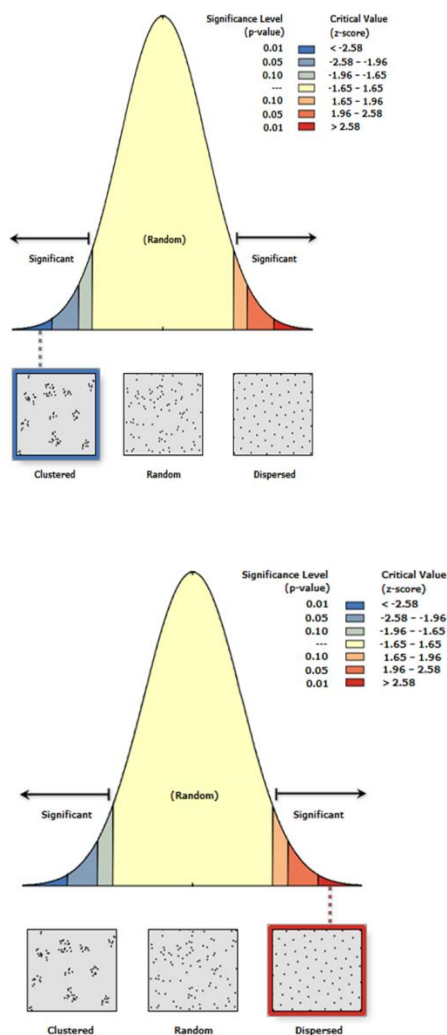 Significance Level Critical Value
(p-value) (z-score)
0.01 < -2.58
0.05 -2.58 – -1.96
0.10 -1.96 – -1.65
--- -1.65 – 1.65
0.10 1.65 – 1.96
0.05 1.96 – 2.58
0.01 > 2.58
(Random)
Significant Significant
Clustered Random Dispersed
Significance Level Critical Value
(p-value) (z-score)
0.01 < -2.58
0.05 -2.58 – -1.96
0.10 -1.96 – -1.65
--- -1.65 – 1.65
0.10 1.65 – 1.96
0.05 1.96 – 2.58
0.01 > 2.58
(Random)
Significant Significant
Clustered Random Dispersed